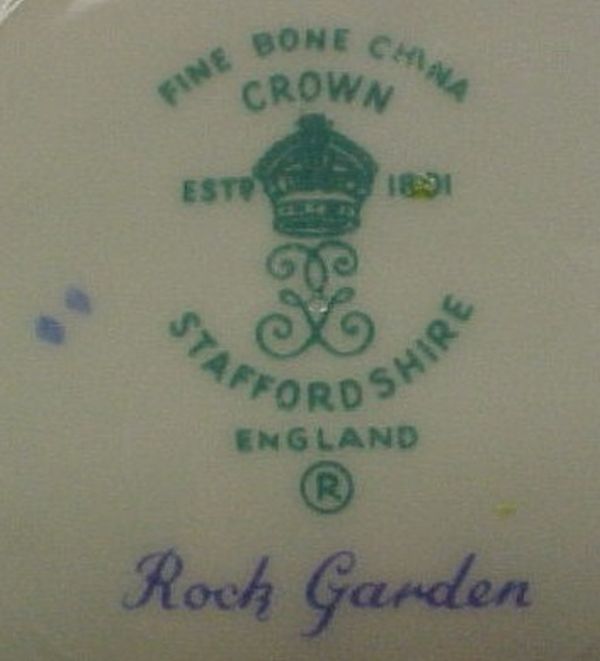 FINE BONE CHINA
CROWN
ESTD 1801
STAFFORDSHIRE
ENGLAND
®
Rock Garden